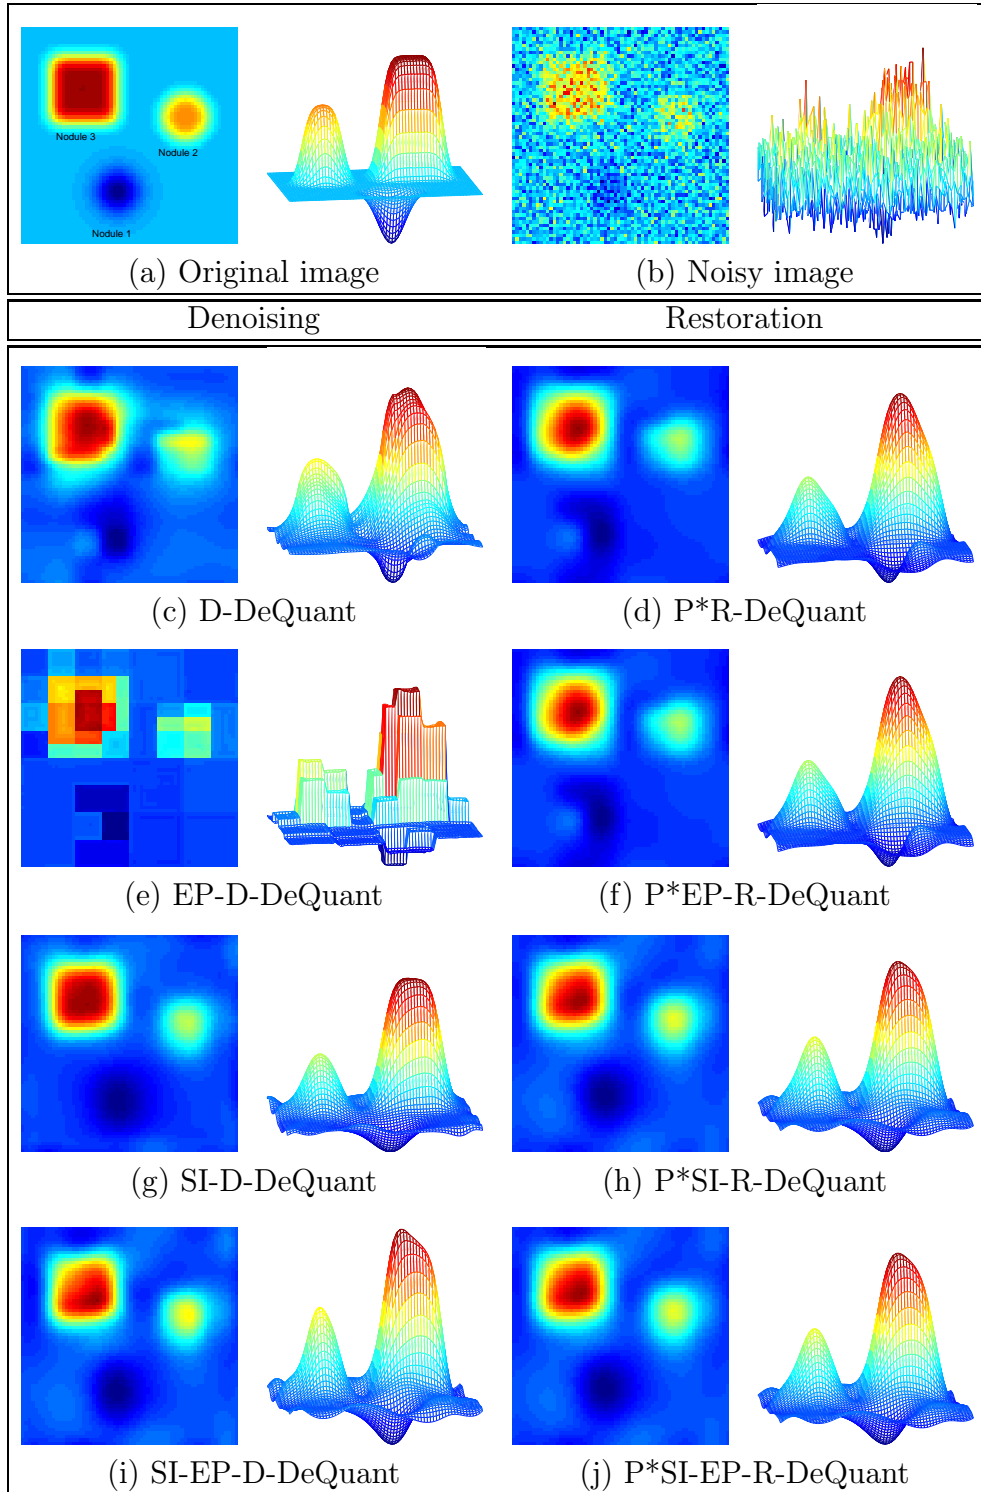 Nodule 3
Nodule 2
Nodule 1
(a) Original image
(b) Noisy image
Denoising
Restoration
(c) D-DeQuant
(d) P*R-DeQuant
(e) EP-D-DeQuant
(f) P*EP-R-DeQuant
(g) SI-D-DeQuant
(h) P*SI-R-DeQuant
(i) SI-EP-D-DeQuant
(j) P*SI-EP-R-DeQuant